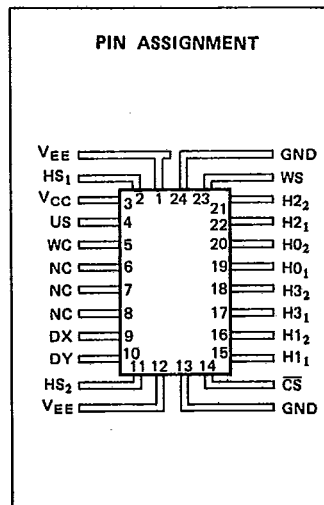 PIN ASSIGNMENT
VEE GND
HS₁ WS
VCC 3 2 1 24 23 21 H2₂
US 4 22 H2₁
WC 5 20 H0₂
NC 6 19 H0₁
NC 7 18 H3₂
NC 8 17 H3₁
DX 9 16 H1₂
DY 10 11 12 13 14 15 H1₁
HS₂ C̅S̅
VEE GND